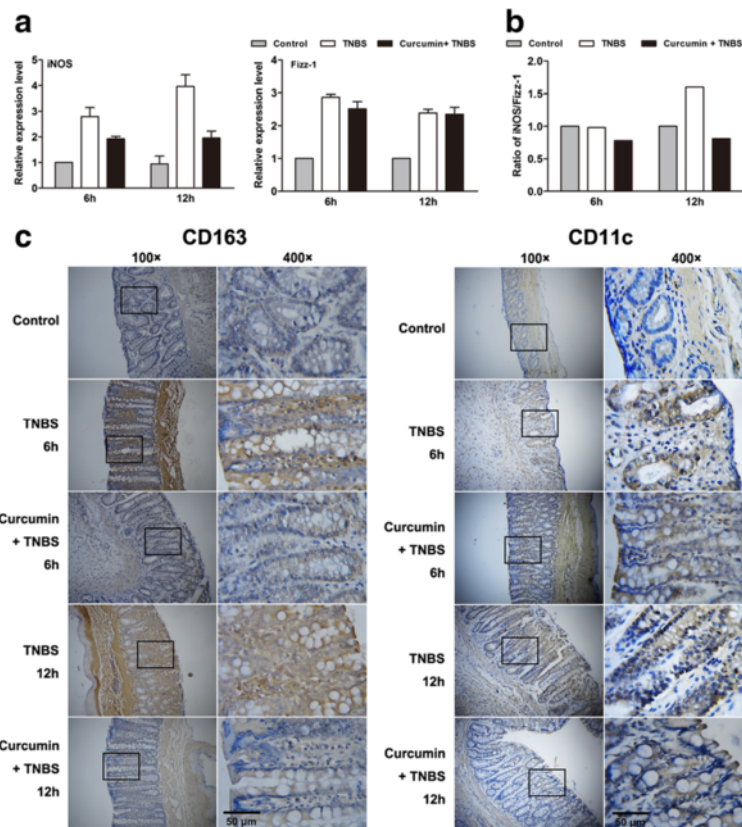 a
b
Control TNBS Curcumin+ TNBS
Control TNBS Curcumin + TNBS
iNOS
Fizz-1
Relative expression level
5
4
3
2
1
0
6h 12h
Relative expression level
4
3
2
1
0
6h 12h
Ratio of iNOS/Fizz-1
2.0
1.5
1.0
0.5
0.0
6h 12h
c
CD163
100× 400×
Control
TNBS
6h
Curcumin
+ TNBS
6h
TNBS
12h
Curcumin
+ TNBS
12h
50 µm
CD11c
100× 400×
Control
TNBS
6h
Curcumin
+ TNBS
6h
TNBS
12h
Curcumin
+ TNBS
12h
50 µm